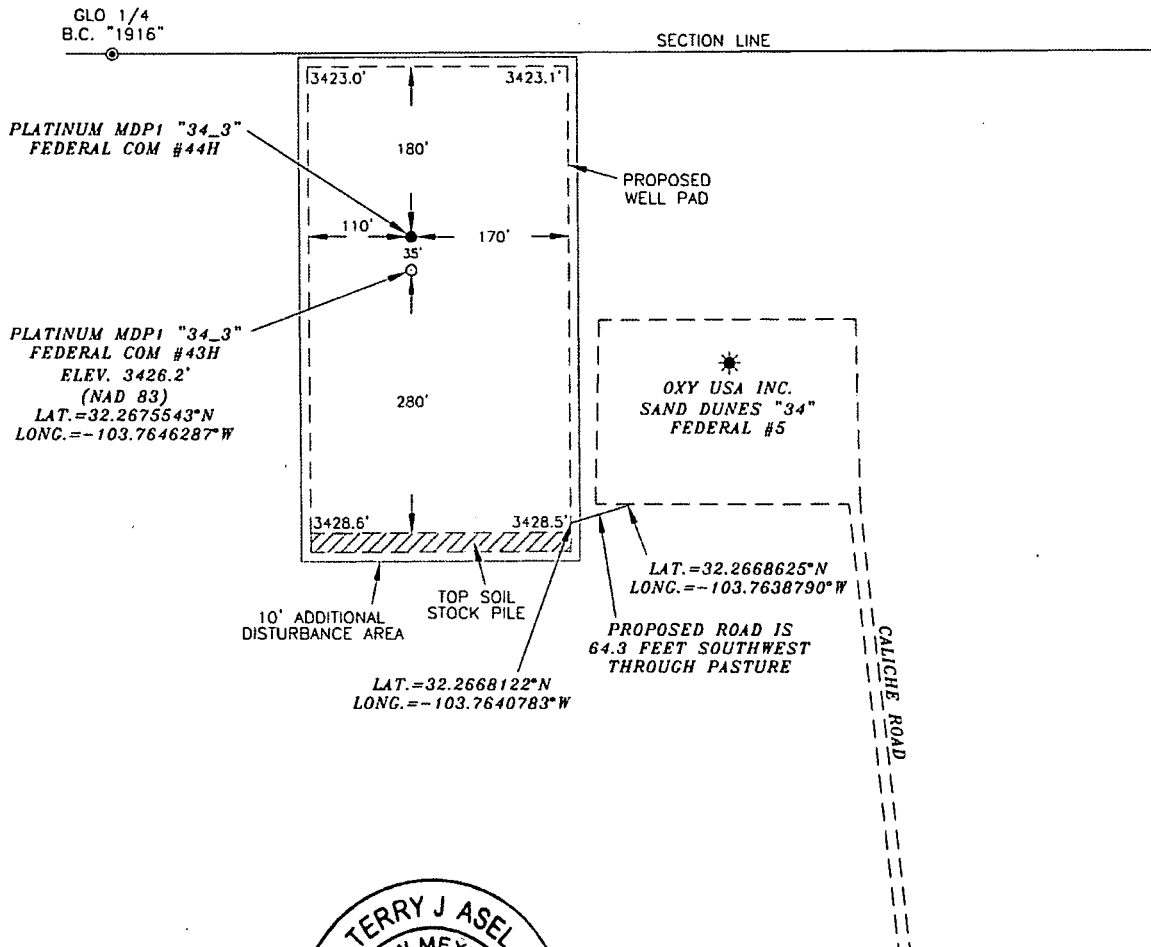 GLO 1/4
B.C. "1916"
SECTION LINE
3423.0'
3423.1'
PLATINUM MDP1 "34_3"
FEDERAL COM #44H
180'
PROPOSED
WELL PAD
110'
170'
35'
PLATINUM MDP1 "34_3"
FEDERAL COM #43H
ELEV. 3426.2'
(NAD 83)
LAT.=32.2675543°N
LONG.=-103.7646287°W
OXY USA INC.
SAND DUNES "34"
FEDERAL #5
280'
3428.6'
3428.5'
LAT.=32.2668625°N
LONG.=-103.7638790°W
10' ADDITIONAL
DISTURBANCE AREA
TOP SOIL
STOCK PILE
PROPOSED ROAD IS
64.3 FEET SOUTHWEST
THROUGH PASTURE
CALICHE ROAD
LAT.=32.2668122°N
LONG.=-103.7640783°W
TERRY J ASEL